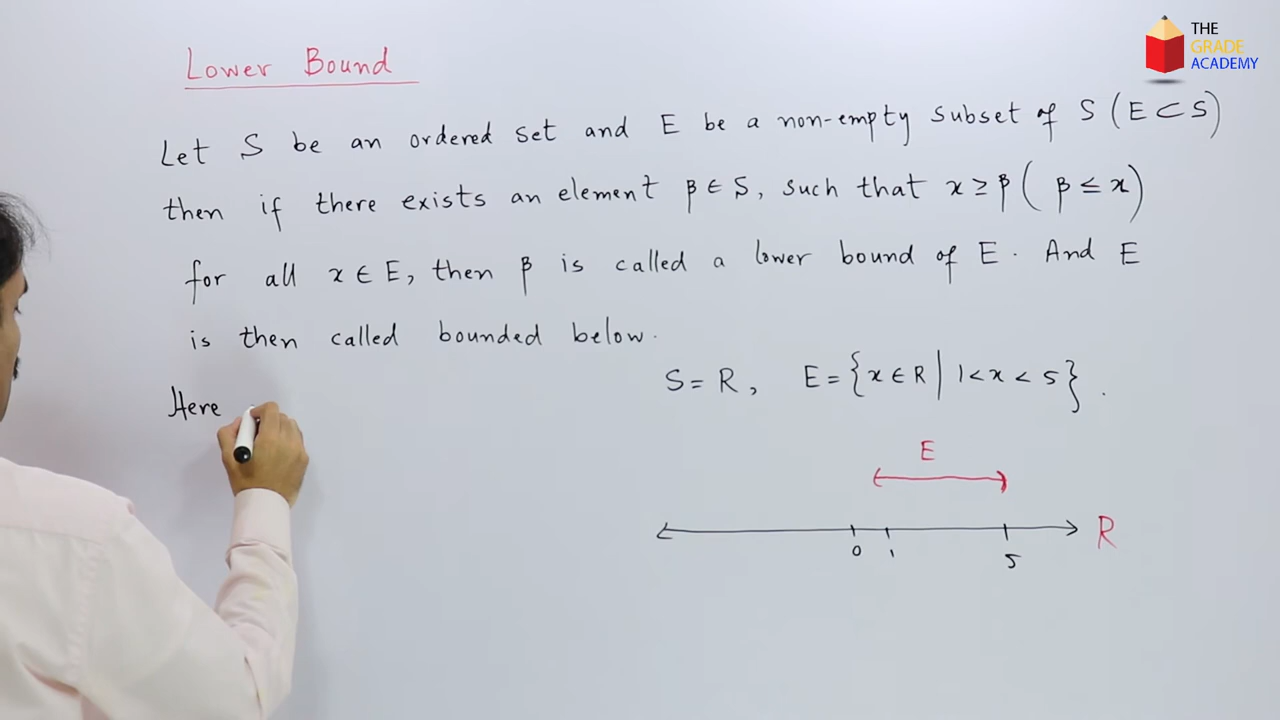 THE
GRADE
ACADEMY
Lower Bound
Let S be an ordered set and E be a non-empty subset of S (E ⊂ S)
then if there exists an element β ∈ S, such that x ≥ β ( β ≤ x)
for all x ∈ E, then β is called a lower bound of E. And E
is then called bounded below.
S = R, E = {x ∈ R | 1 < x < 5}.
Here
E
R
0 1 5